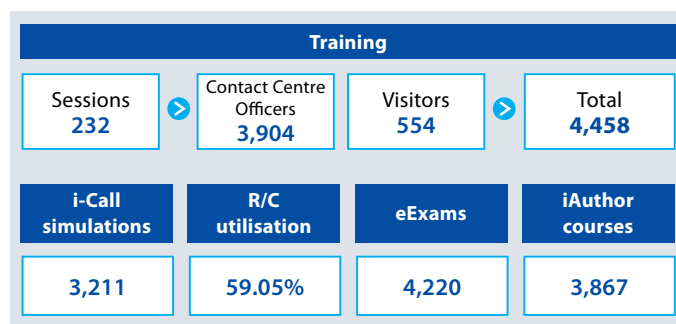 Training
Sessions
232
Contact Centre
Officers
3,904
Visitors
554
Total
4,458
i-Call
simulations
R/C
utilisation
eExams
iAuthor
courses
3,211
59.05%
4,220
3,867